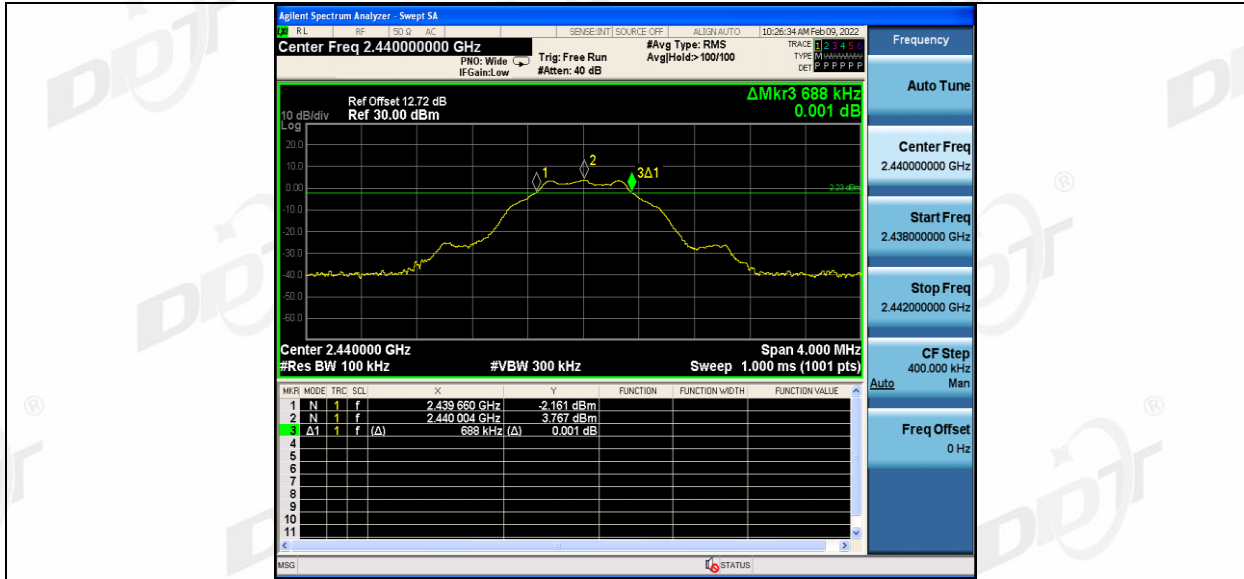 Agilent Spectrum Analyzer - Swept SA
RL RF 50 Ω AC SENSE:INT SOURCE OFF ALIGN AUTO 10:26:34 AM Feb 09, 2022
Center Freq 2.440000000 GHz
#Avg Type: RMS
TRACE 1 2 3 4 5 6
PNO: Wide Trig: Free Run Avg|Hold:>100/100
TYPE M
IFGain:Low #Atten: 40 dB
DET P P P P P P
Frequency
ΔMkr3 688 kHz
0.001 dB
Ref Offset 12.72 dB
10 dB/div Ref 30.00 dBm
Log
20.0
10.0
0.00
-10.0
-20.0
-30.0
-40.0
-50.0
-60.0
1
2
3Δ1
-2.23 dBm
Center 2.440000 GHz Span 4.000 MHz
#Res BW 100 kHz #VBW 300 kHz Sweep 1.000 ms (1001 pts)
MKR MODE TRC SCL X Y FUNCTION FUNCTION WIDTH FUNCTION VALUE
1 N 1 f 2.439 660 GHz -2.161 dBm
2 N 1 f 2.440 004 GHz 3.767 dBm
3 Δ1 1 f (Δ) 688 kHz (Δ) 0.001 dB
4
5
6
7
8
9
10
11
MSG STATUS
Auto Tune
Center Freq
2.440000000 GHz
Start Freq
2.438000000 GHz
Stop Freq
2.442000000 GHz
CF Step
400.000 kHz
Auto Man
Freq Offset
0 Hz